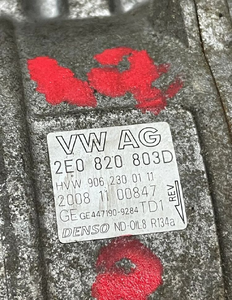 VW AG
2E0 820 803D
HVW 906 230 01 11
2008 11 00847
GE GE447190-9284 TD1
DENSO ND-OIL8 R134a
REV